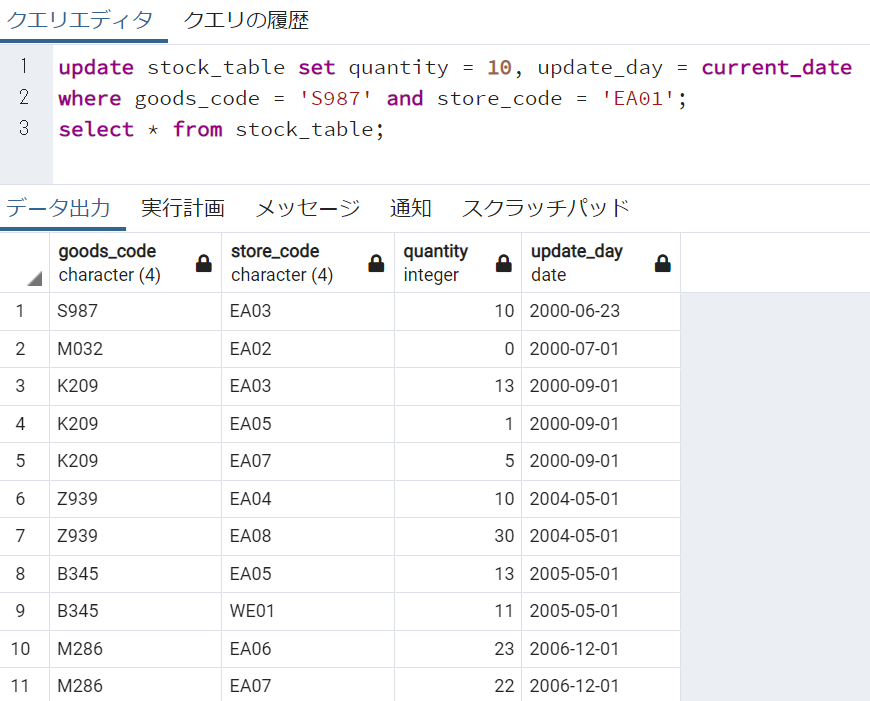 クエリエディタ クエリの履歴
1 update stock_table set quantity = 10, update_day = current_date
2 where goods_code = 'S987' and store_code = 'EA01';
3 select * from stock_table;
データ出力 実行計画 メッセージ 通知 スクラッチパッド
goods_code store_code quantity update_day
character (4) character (4) integer date
1 S987 EA03 10 2000-06-23
2 M032 EA02 0 2000-07-01
3 K209 EA03 13 2000-09-01
4 K209 EA05 1 2000-09-01
5 K209 EA07 5 2000-09-01
6 Z939 EA04 10 2004-05-01
7 Z939 EA08 30 2004-05-01
8 B345 EA05 13 2005-05-01
9 B345 WE01 11 2005-05-01
10 M286 EA06 23 2006-12-01
11 M286 EA07 22 2006-12-01